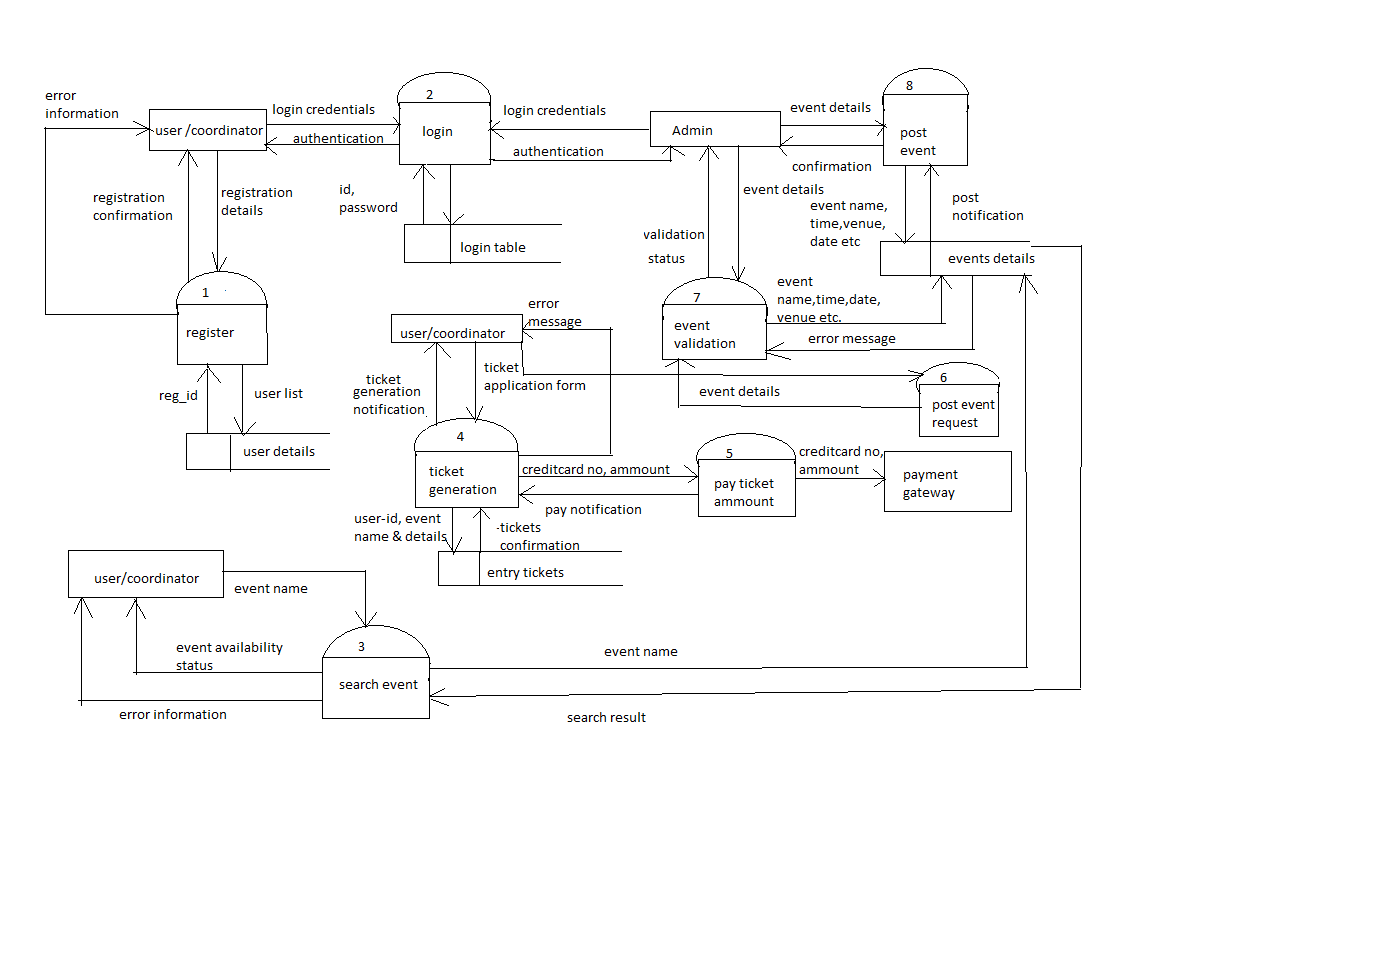 error
information
user /coordinator
login credentials
authentication
2
login
login credentials
authentication
Admin
event details
confirmation
8
post
event
registration
confirmation
registration
details
id,
password
login table
validation
status
event details
event name,
time,venue,
date etc
post
notification
events details
1
register
reg_id
user list
user details
user/coordinator
error
message
ticket
generation
notification
ticket
application form
7
event
validation
event
name,time,date,
venue etc.
error message
event details
6
post event
request
4
ticket
generation
creditcard no, ammount
pay notification
5
pay ticket
ammount
creditcard no,
ammount
payment
gateway
user-id, event
name & details
-tickets
confirmation
entry tickets
user/coordinator
event name
event availability
status
error information
3
search event
event name
search result